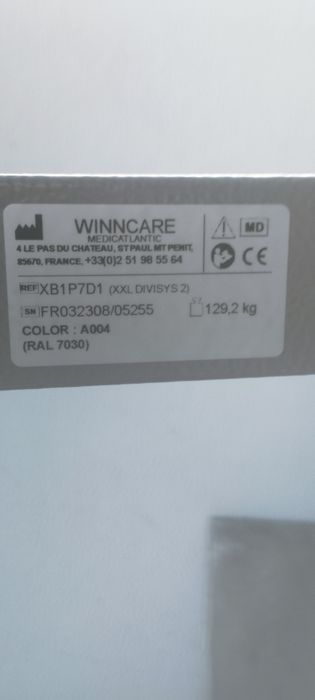 WINNCARE
MEDICATLANTIC
4 LE PAS DU CHATEAU, ST PAUL MT PENIT,
85670, FRANCE, +33(0)2 51 98 55 64
MD
CE
REF XB1P7D1 (XXL DIVISYS 2)
SN FR032308/05255
129,2 kg
COLOR : A004
(RAL 7030)